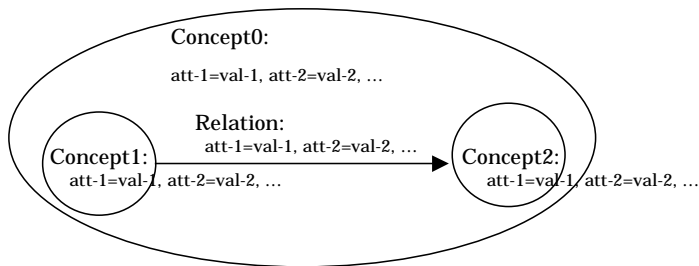 Concept0:
att-1=val-1, att-2=val-2, …
Relation:
att-1=val-1, att-2=val-2, …
Concept1:
att-1=val-1, att-2=val-2, …
Concept2:
att-1=val-1, att-2=val-2, …